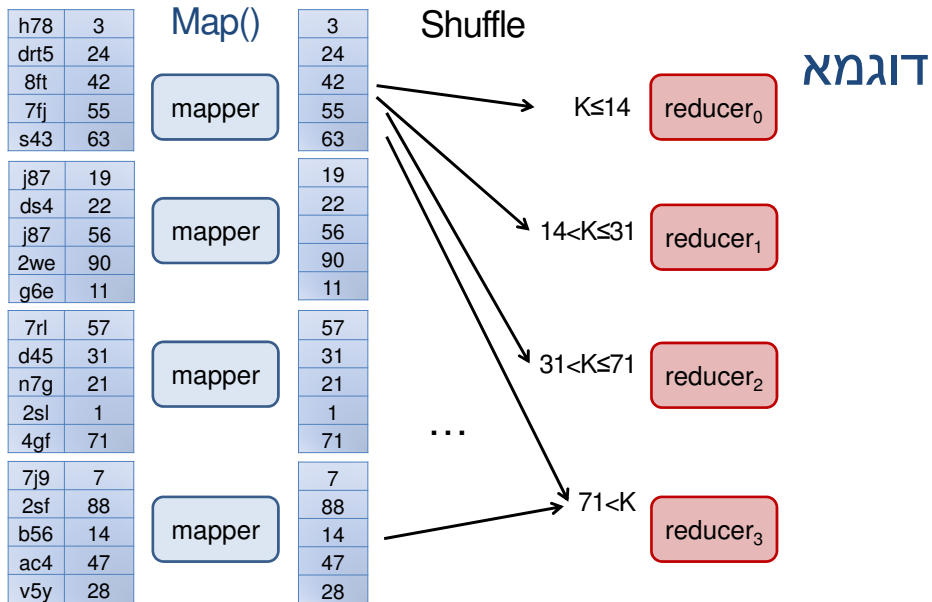 Map()
Shuffle
דוגמא
h78 3
drt5 24
8ft 42
7fj 55
s43 63
mapper
3
24
42
55
63
K≤14
reducer0
j87 19
ds4 22
j87 56
2we 90
g6e 11
mapper
19
22
56
90
11
14<K≤31
reducer1
7rl 57
d45 31
n7g 21
2sl 1
4gf 71
mapper
57
31
21
1
71
...
31<K≤71
reducer2
7j9 7
2sf 88
b56 14
ac4 47
v5y 28
mapper
7
88
14
47
28
71<K
reducer3